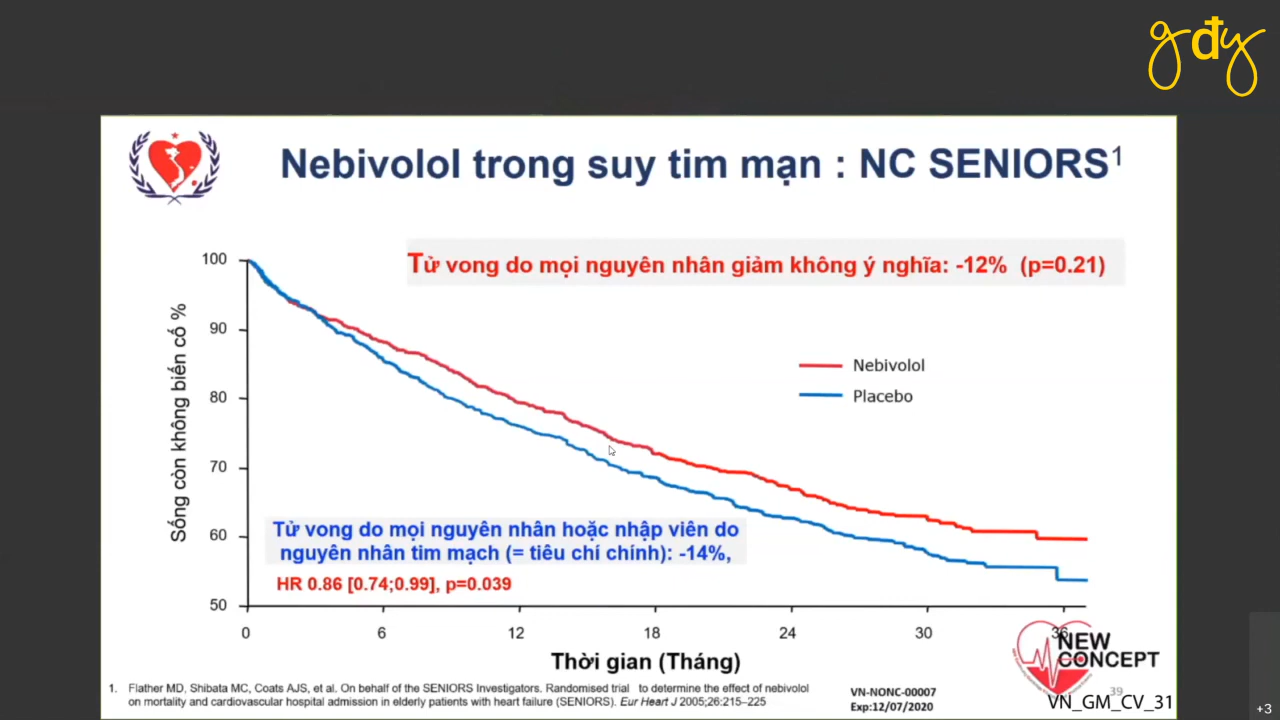 gđy
Nebivolol trong suy tim mạn : NC SENIORS¹
Tử vong do mọi nguyên nhân giảm không ý nghĩa: -12% (p=0.21)
Sống còn không biến cố %
100
90
80
70
60
50
Nebivolol
Placebo
Tử vong do mọi nguyên nhân hoặc nhập viên do
nguyên nhân tim mạch (= tiêu chí chính): -14%,
HR 0.86 [0.74;0.99], p=0.039
0 6 12 18 24 30 36
Thời gian (Tháng)
NEW
CONCEPT
1. Flather MD, Shibata MC, Coats AJS, et al. On behalf of the SENIORS Investigators. Randomised trial to determine the effect of nebivolol
on mortality and cardiovascular hospital admission in elderly patients with heart failure (SENIORS). Eur Heart J 2005;26:215–225
VN-NONC-00007
Exp:12/07/2020
39
VN_GM_CV_31
+3